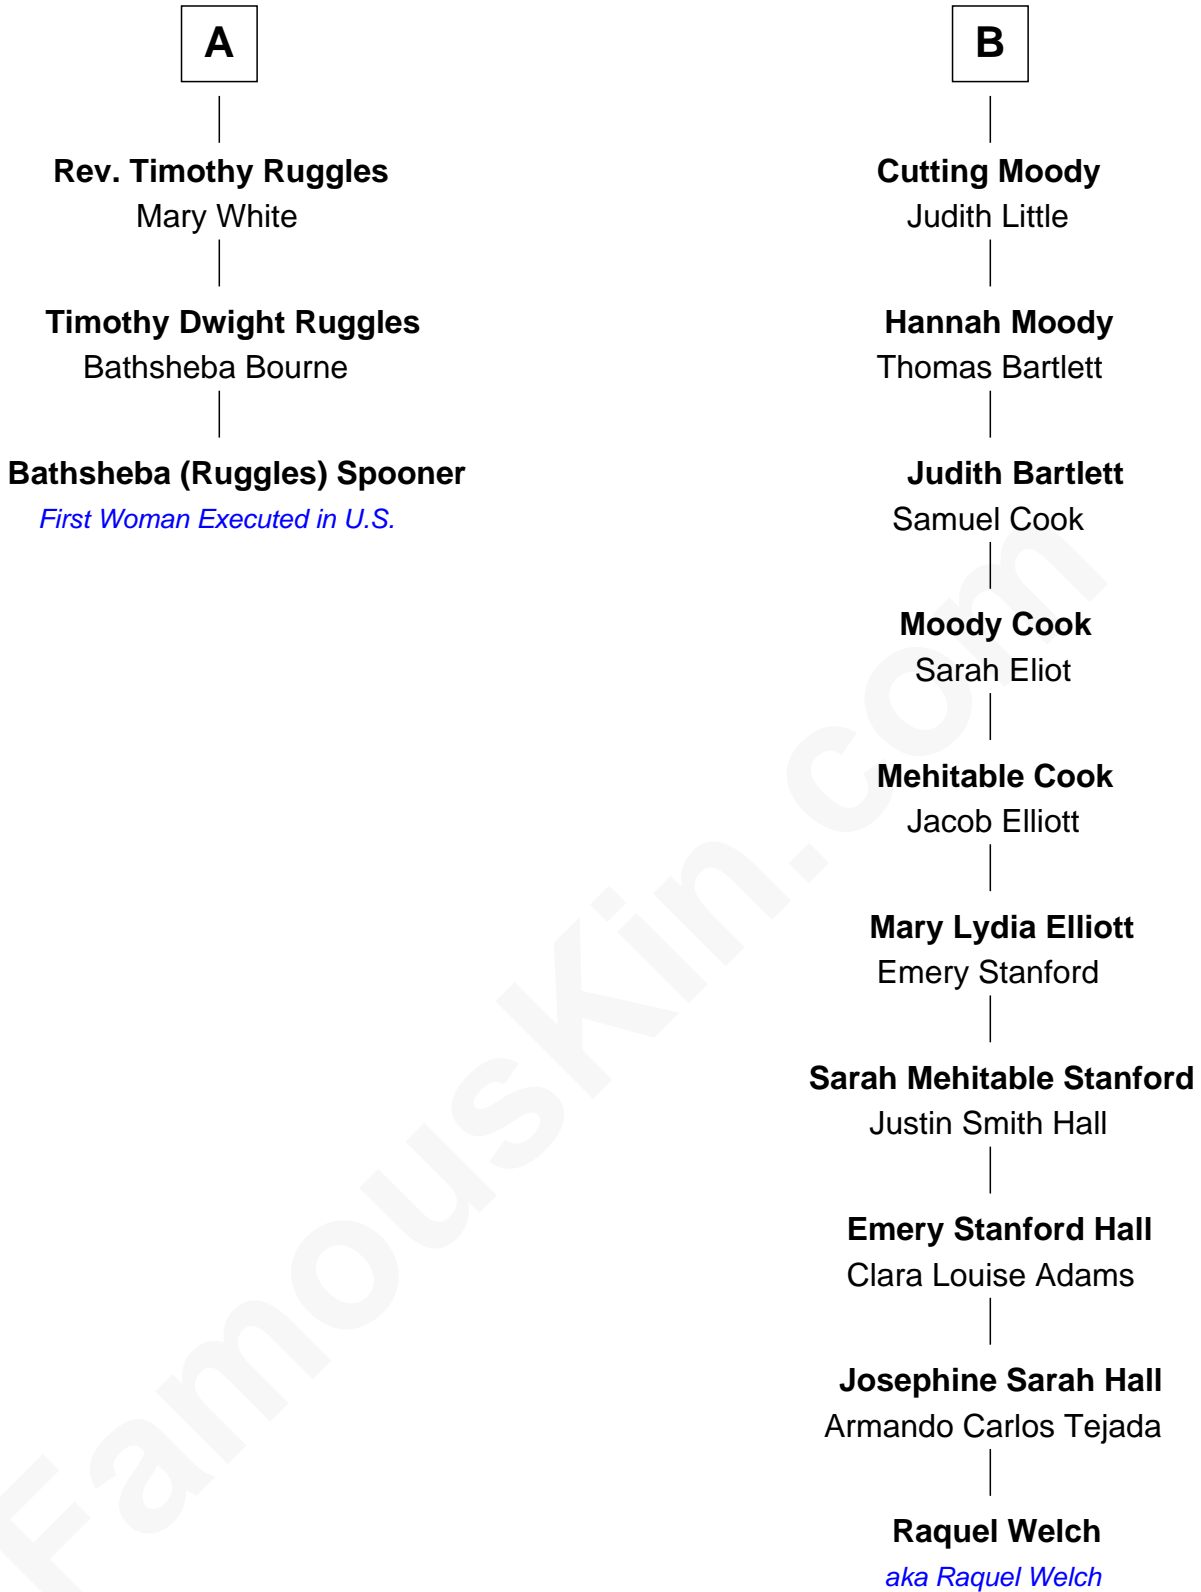 A
Rev. Timothy Ruggles
Mary White
Timothy Dwight Ruggles
Bathsheba Bourne
Bathsheba (Ruggles) Spooner
First Woman Executed in U.S.
B
Cutting Moody
Judith Little
Hannah Moody
Thomas Bartlett
Judith Bartlett
Samuel Cook
Moody Cook
Sarah Eliot
Mehitable Cook
Jacob Elliott
Mary Lydia Elliott
Emery Stanford
Sarah Mehitable Stanford
Justin Smith Hall
Emery Stanford Hall
Clara Louise Adams
Josephine Sarah Hall
Armando Carlos Tejada
Raquel Welch
aka Raquel Welch
FamousKin.com